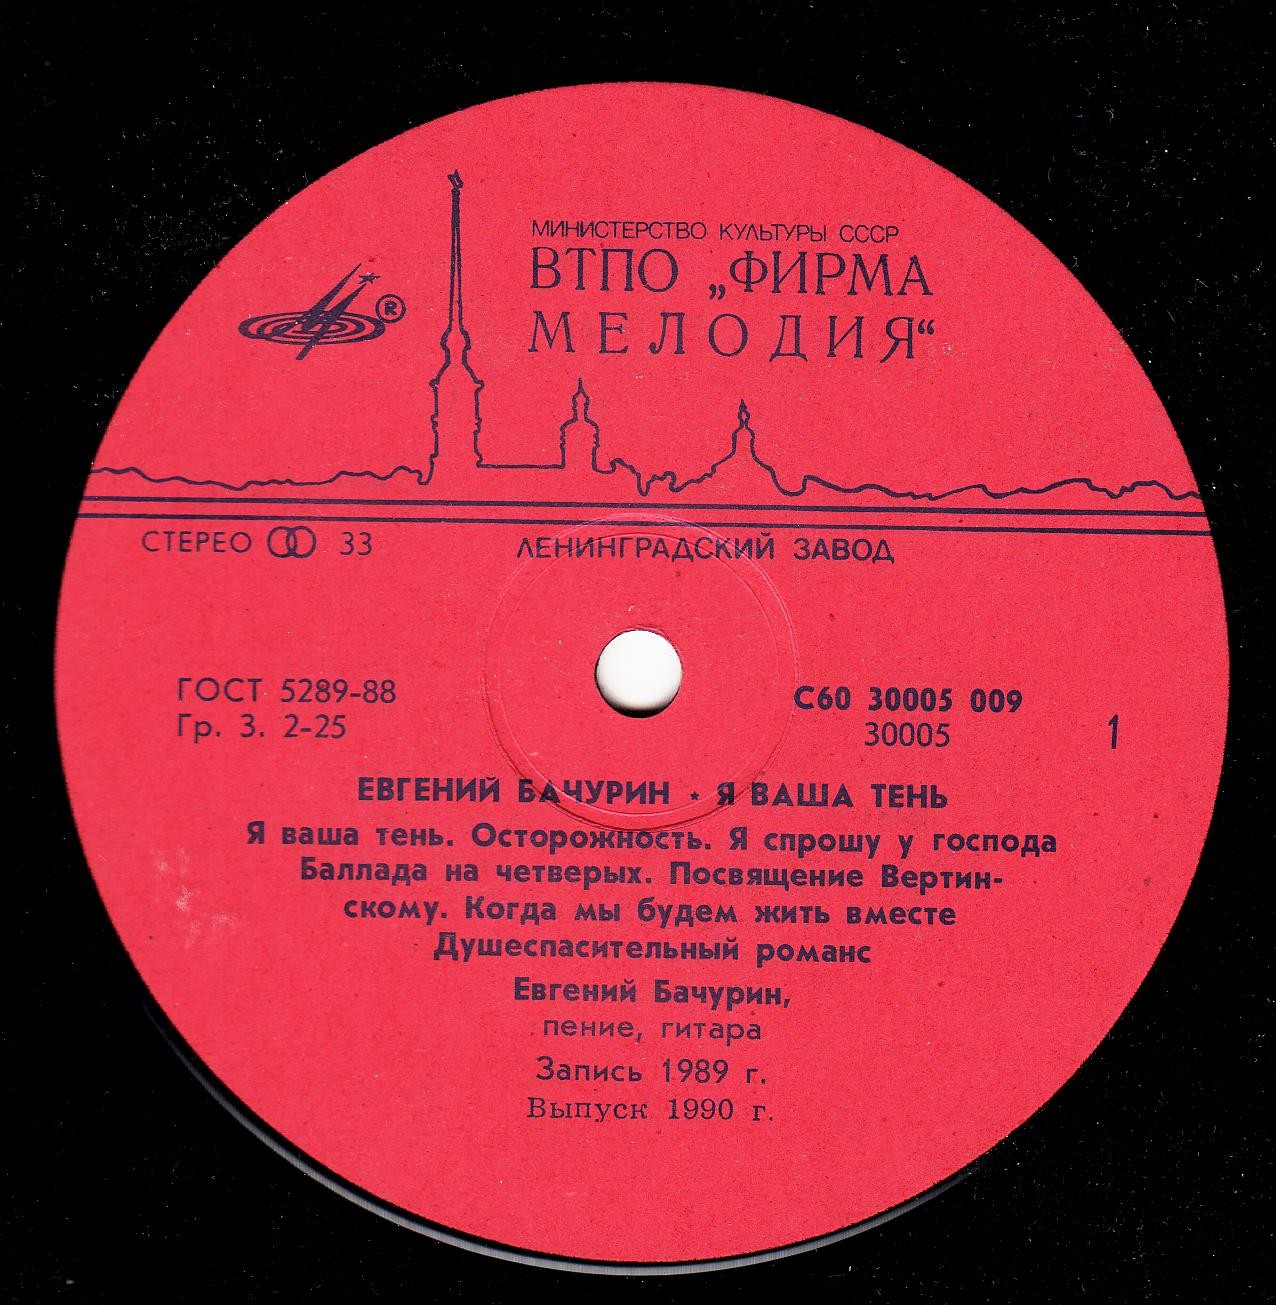 МИНИСТЕРСТВО КУЛЬТУРЫ СССР
ВТПО „ФИРМА
МЕЛОДИЯ“
®
СТЕРЕО 33
ЛЕНИНГРАДСКИЙ ЗАВОД
ГОСТ 5289-88
Гр. 3. 2-25
С60 30005 009
30005
1
ЕВГЕНИЙ БАЧУРИН ⋆ Я ВАША ТЕНЬ
Я ваша тень. Осторожность. Я спрошу у господа
Баллада на четверых. Посвящение Вертин-
скому. Когда мы будем жить вместе
Душеспасительный романс
Евгений Бачурин,
пение, гитара
Запись 1989 г.
Выпуск 1990 г.